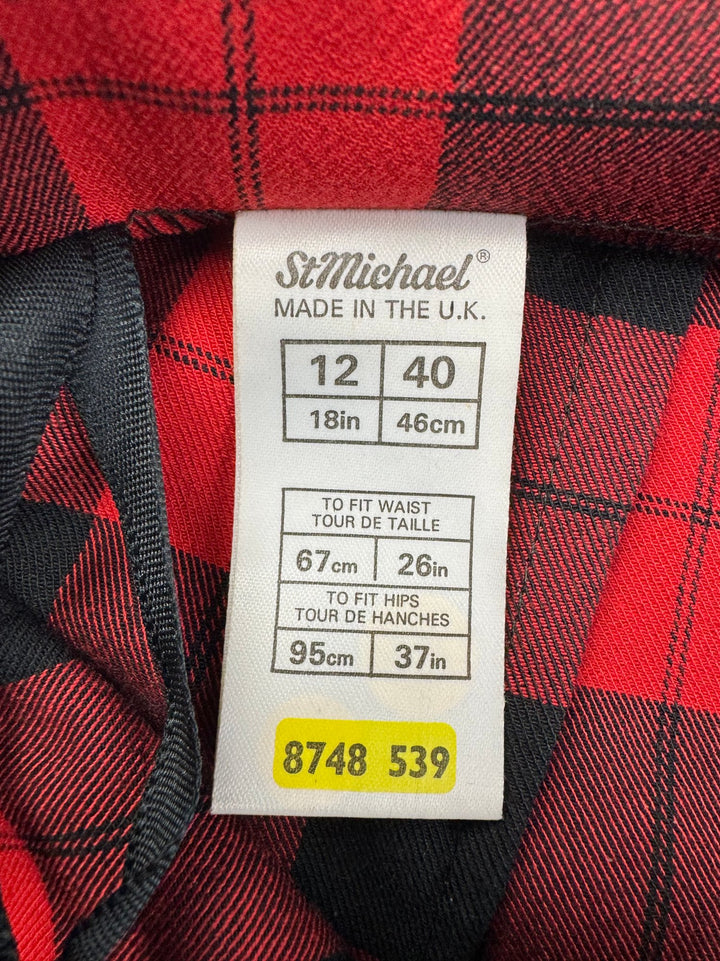 StMichael®
MADE IN THE U.K.
12 40
18in 46cm
TO FIT WAIST
TOUR DE TAILLE
67cm 26in
TO FIT HIPS
TOUR DE HANCHES
95cm 37in
8748 539